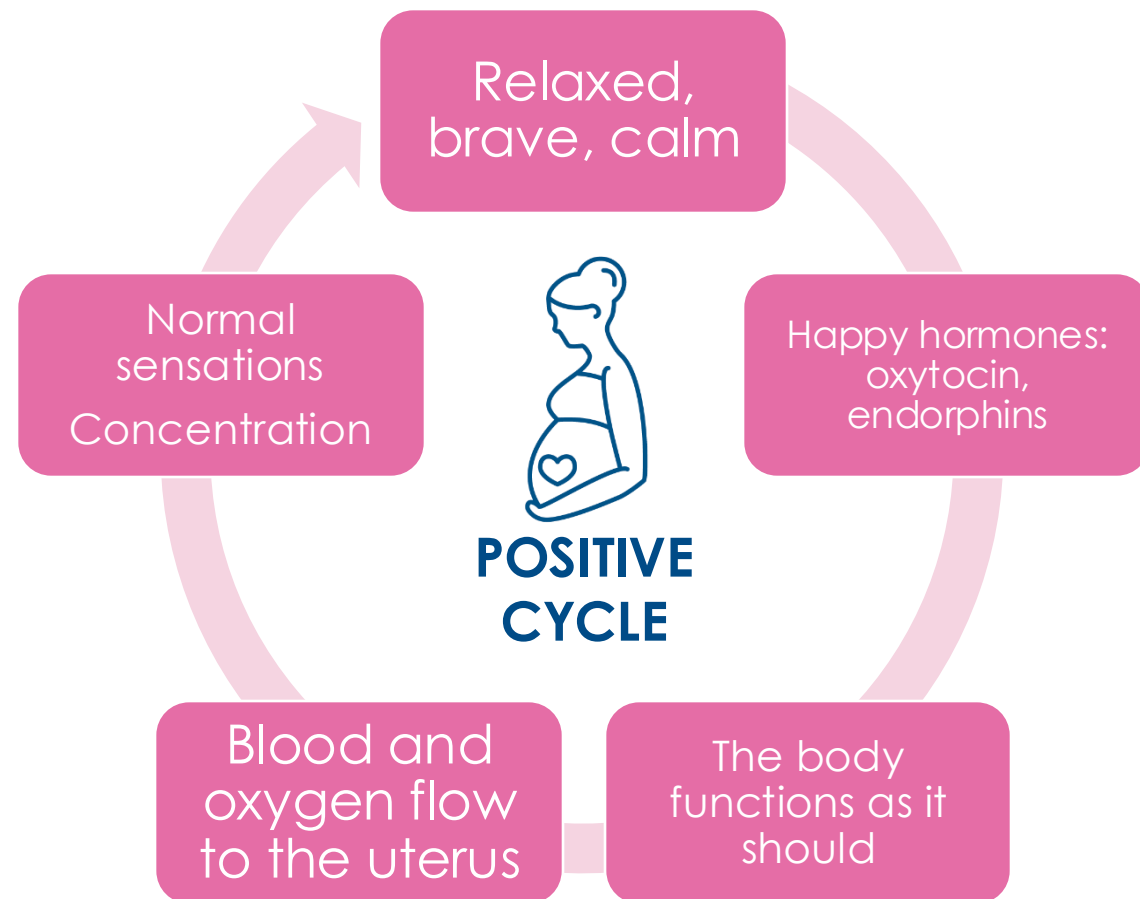 Relaxed,
brave, calm
Happy hormones:
oxytocin,
endorphins
The body
functions as it
should
Blood and
oxygen flow
to the uterus
Normal
sensations
Concentration
POSITIVE
CYCLE